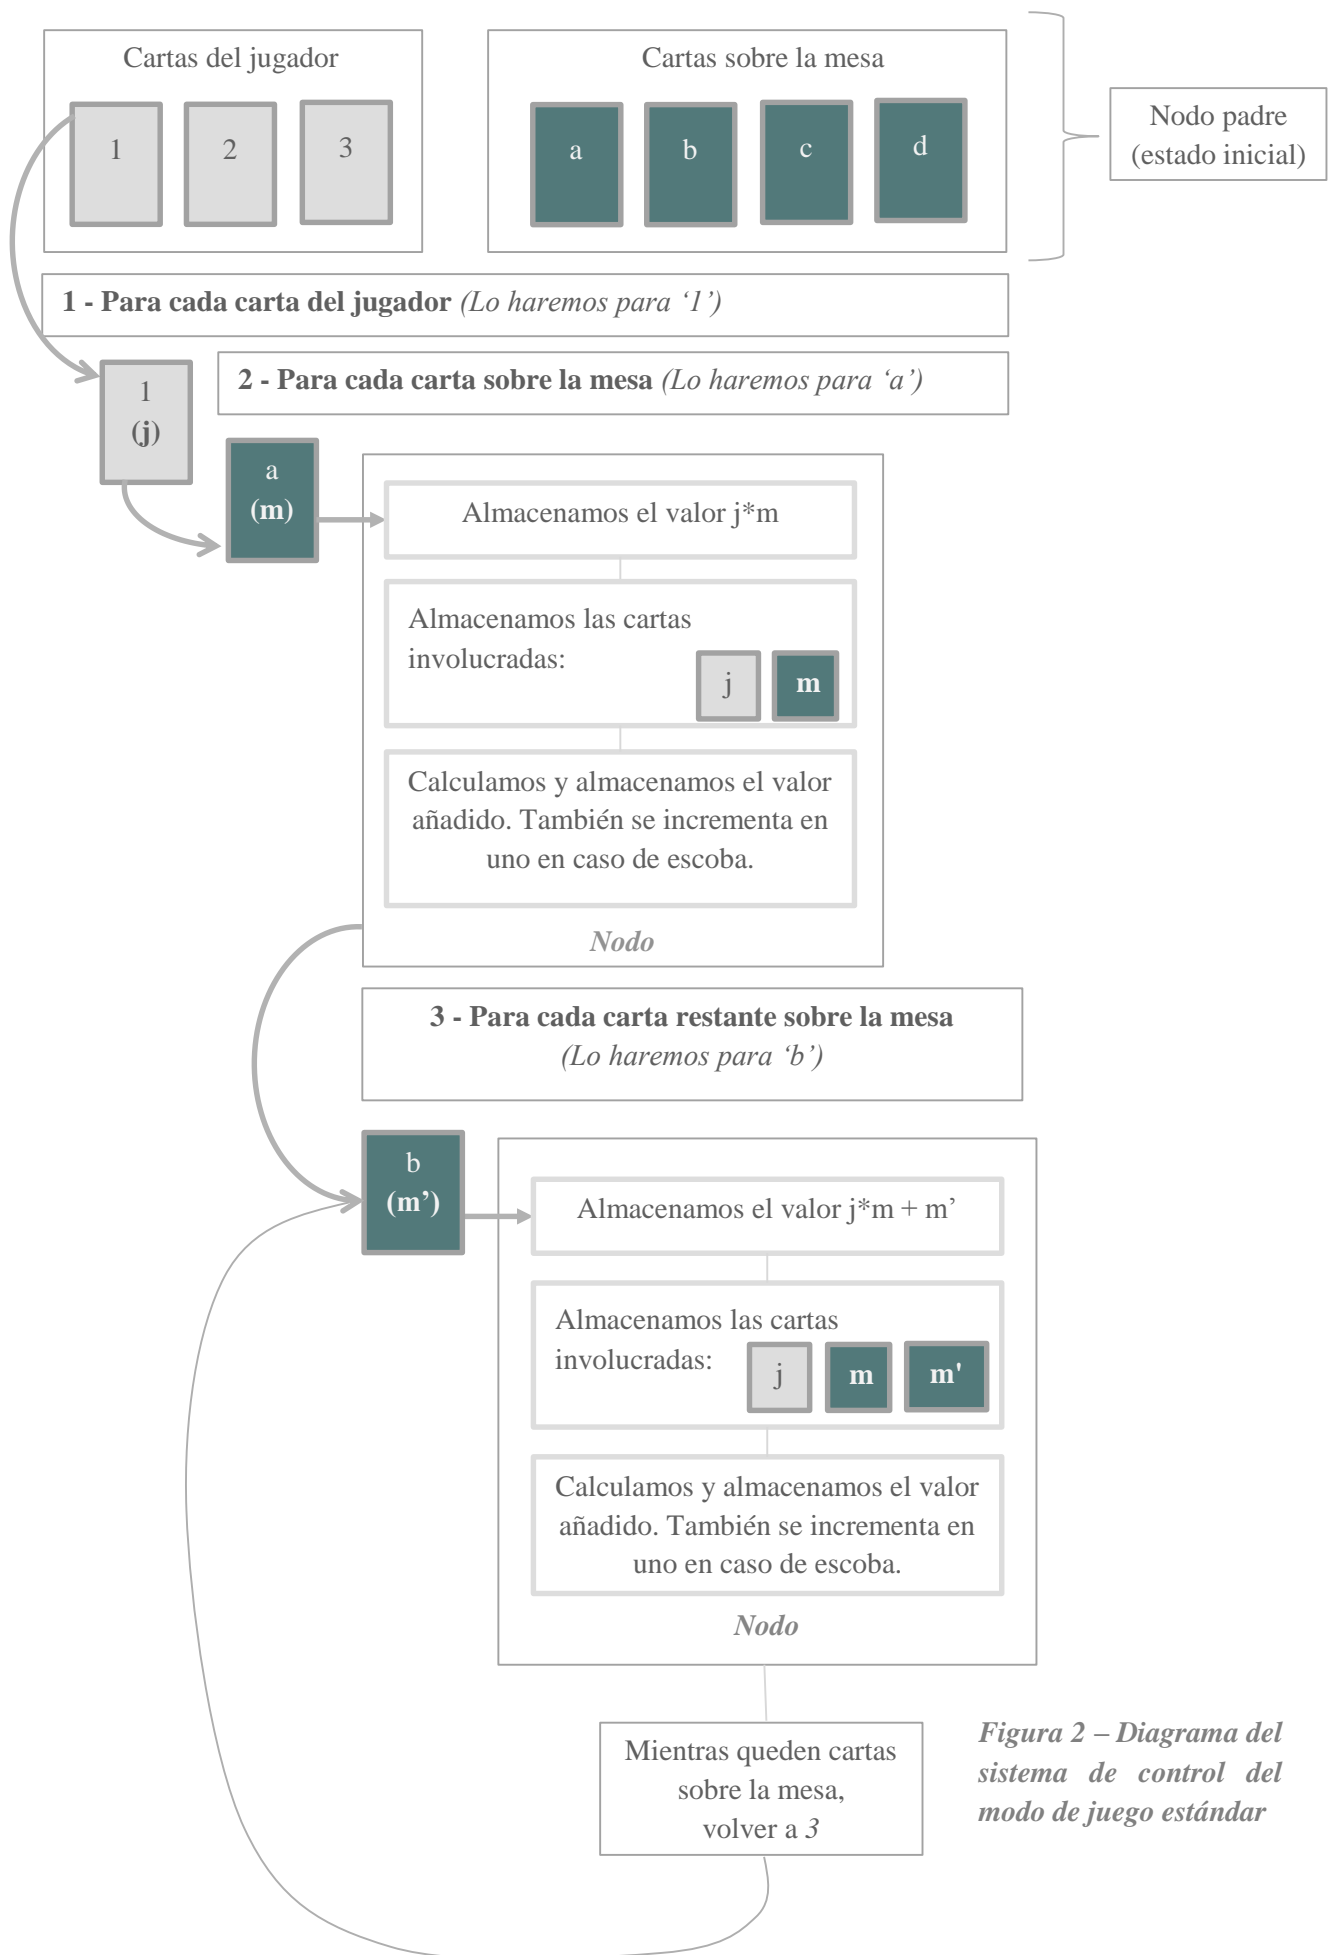 Cartas del jugador
1
2
3
Cartas sobre la mesa
a
b
c
d
Nodo padre
(estado inicial)
1 - Para cada carta del jugador (Lo haremos para ‘1’)
1
(j)
2 - Para cada carta sobre la mesa (Lo haremos para ‘a’)
a
(m)
Almacenamos el valor j*m
Almacenamos las cartas
involucradas:
j
m
Calculamos y almacenamos el valor
añadido. También se incrementa en
uno en caso de escoba.
Nodo
3 - Para cada carta restante sobre la mesa
(Lo haremos para ‘b’)
b
(m’)
Almacenamos el valor j*m + m’
Almacenamos las cartas
involucradas:
j
m
m'
Calculamos y almacenamos el valor
añadido. También se incrementa en
uno en caso de escoba.
Nodo
Mientras queden cartas
sobre la mesa,
volver a 3
Figura 2 – Diagrama del
sistema de control del
modo de juego estándar